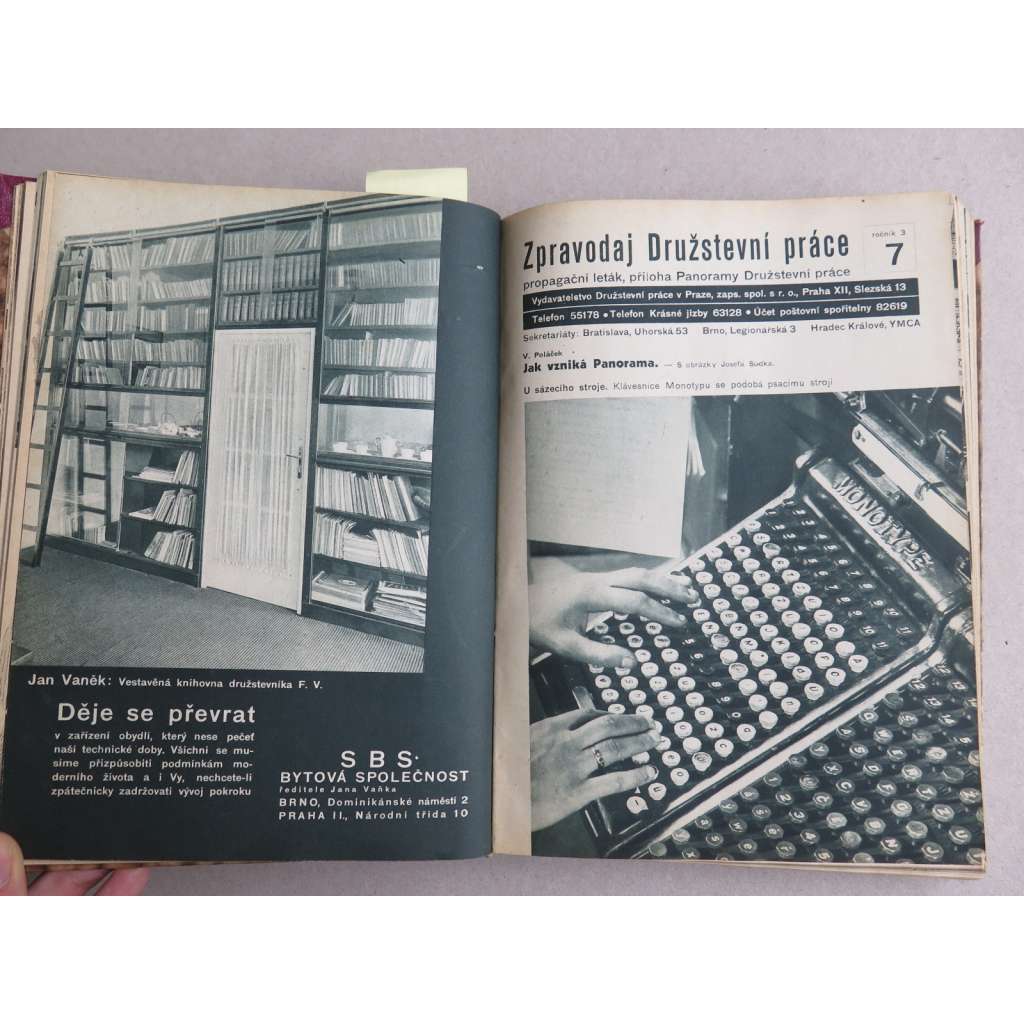 Jan Vaněk: Vestavěná knihovna družstevníka F. V.
Děje se převrat
v zařízení obydlí, který nese pečeť
naší technické doby. Všichni se mu-
síme přizpůsobiti podmínkám mo-
derního života a i Vy, nechcete-li
zpátečnicky zadržovati vývoj pokroku
S B S·
BYTOVÁ SPOLEČNOST
ředitele Jana Vaňka
BRNO, Dominikánské náměstí 2
PRAHA II., Národní třída 10
Zpravodaj Družstevní práce
ročník 3
7
propagační leták, příloha Panoramy Družstevní práce
Vydavatelstvo Družstevní práce v Praze, zaps. spol. s r. o., Praha XII, Slezská 13
Telefon 55178 • Telefon Krásné jizby 63128 • Účet poštovní spořitelny 82619
Sekretariáty: Bratislava, Uhorská 53 Brno, Legionářská 3 Hradec Králové, YMCA
V. Poláček
Jak vzniká Panorama. — S obrázky Josefa Sudka.
U sázecího stroje. Klávesnice Monotypu se podobá psacímu stroji
MONOTYPE